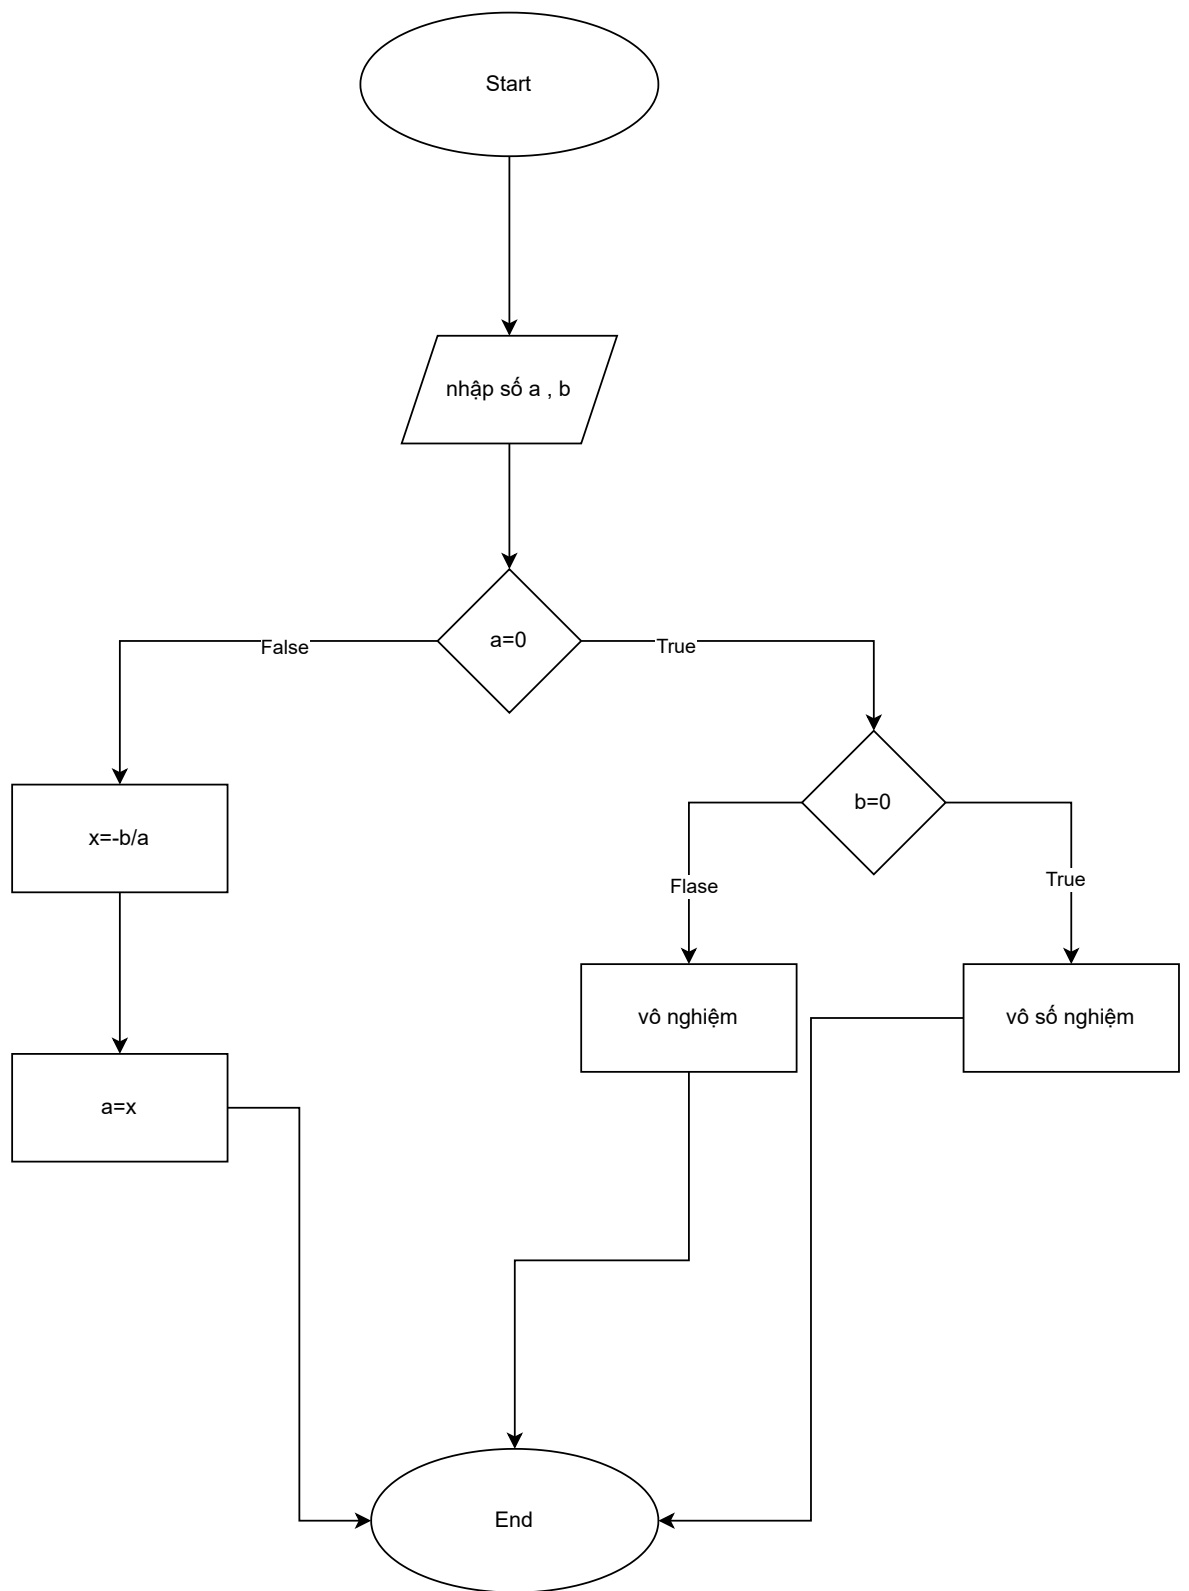 Start
nhập số a , b
a=0
False
True
b=0
x=-b/a
Flase
True
vô nghiệm
vô số nghiệm
a=x
End